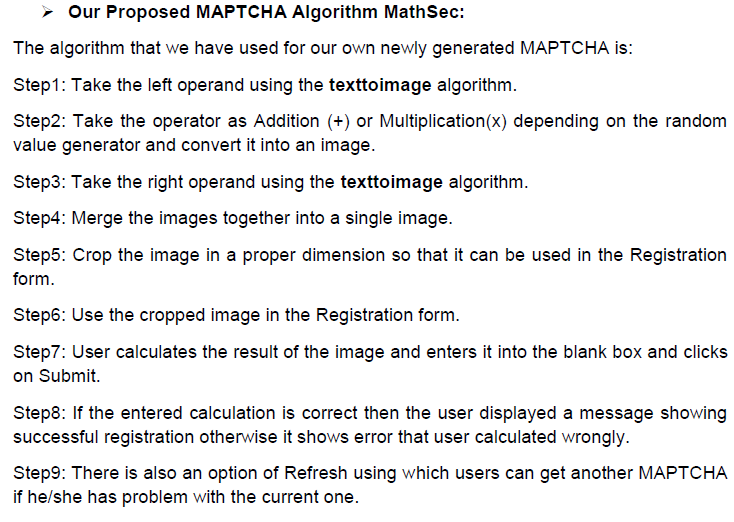 ➢ Our Proposed MAPTCHA Algorithm MathSec:
The algorithm that we have used for our own newly generated MAPTCHA is:
Step1: Take the left operand using the texttoimage algorithm.
Step2: Take the operator as Addition (+) or Multiplication(x) depending on the random
value generator and convert it into an image.
Step3: Take the right operand using the texttoimage algorithm.
Step4: Merge the images together into a single image.
Step5: Crop the image in a proper dimension so that it can be used in the Registration
form.
Step6: Use the cropped image in the Registration form.
Step7: User calculates the result of the image and enters it into the blank box and clicks
on Submit.
Step8: If the entered calculation is correct then the user displayed a message showing
successful registration otherwise it shows error that user calculated wrongly.
Step9: There is also an option of Refresh using which users can get another MAPTCHA
if he/she has problem with the current one.